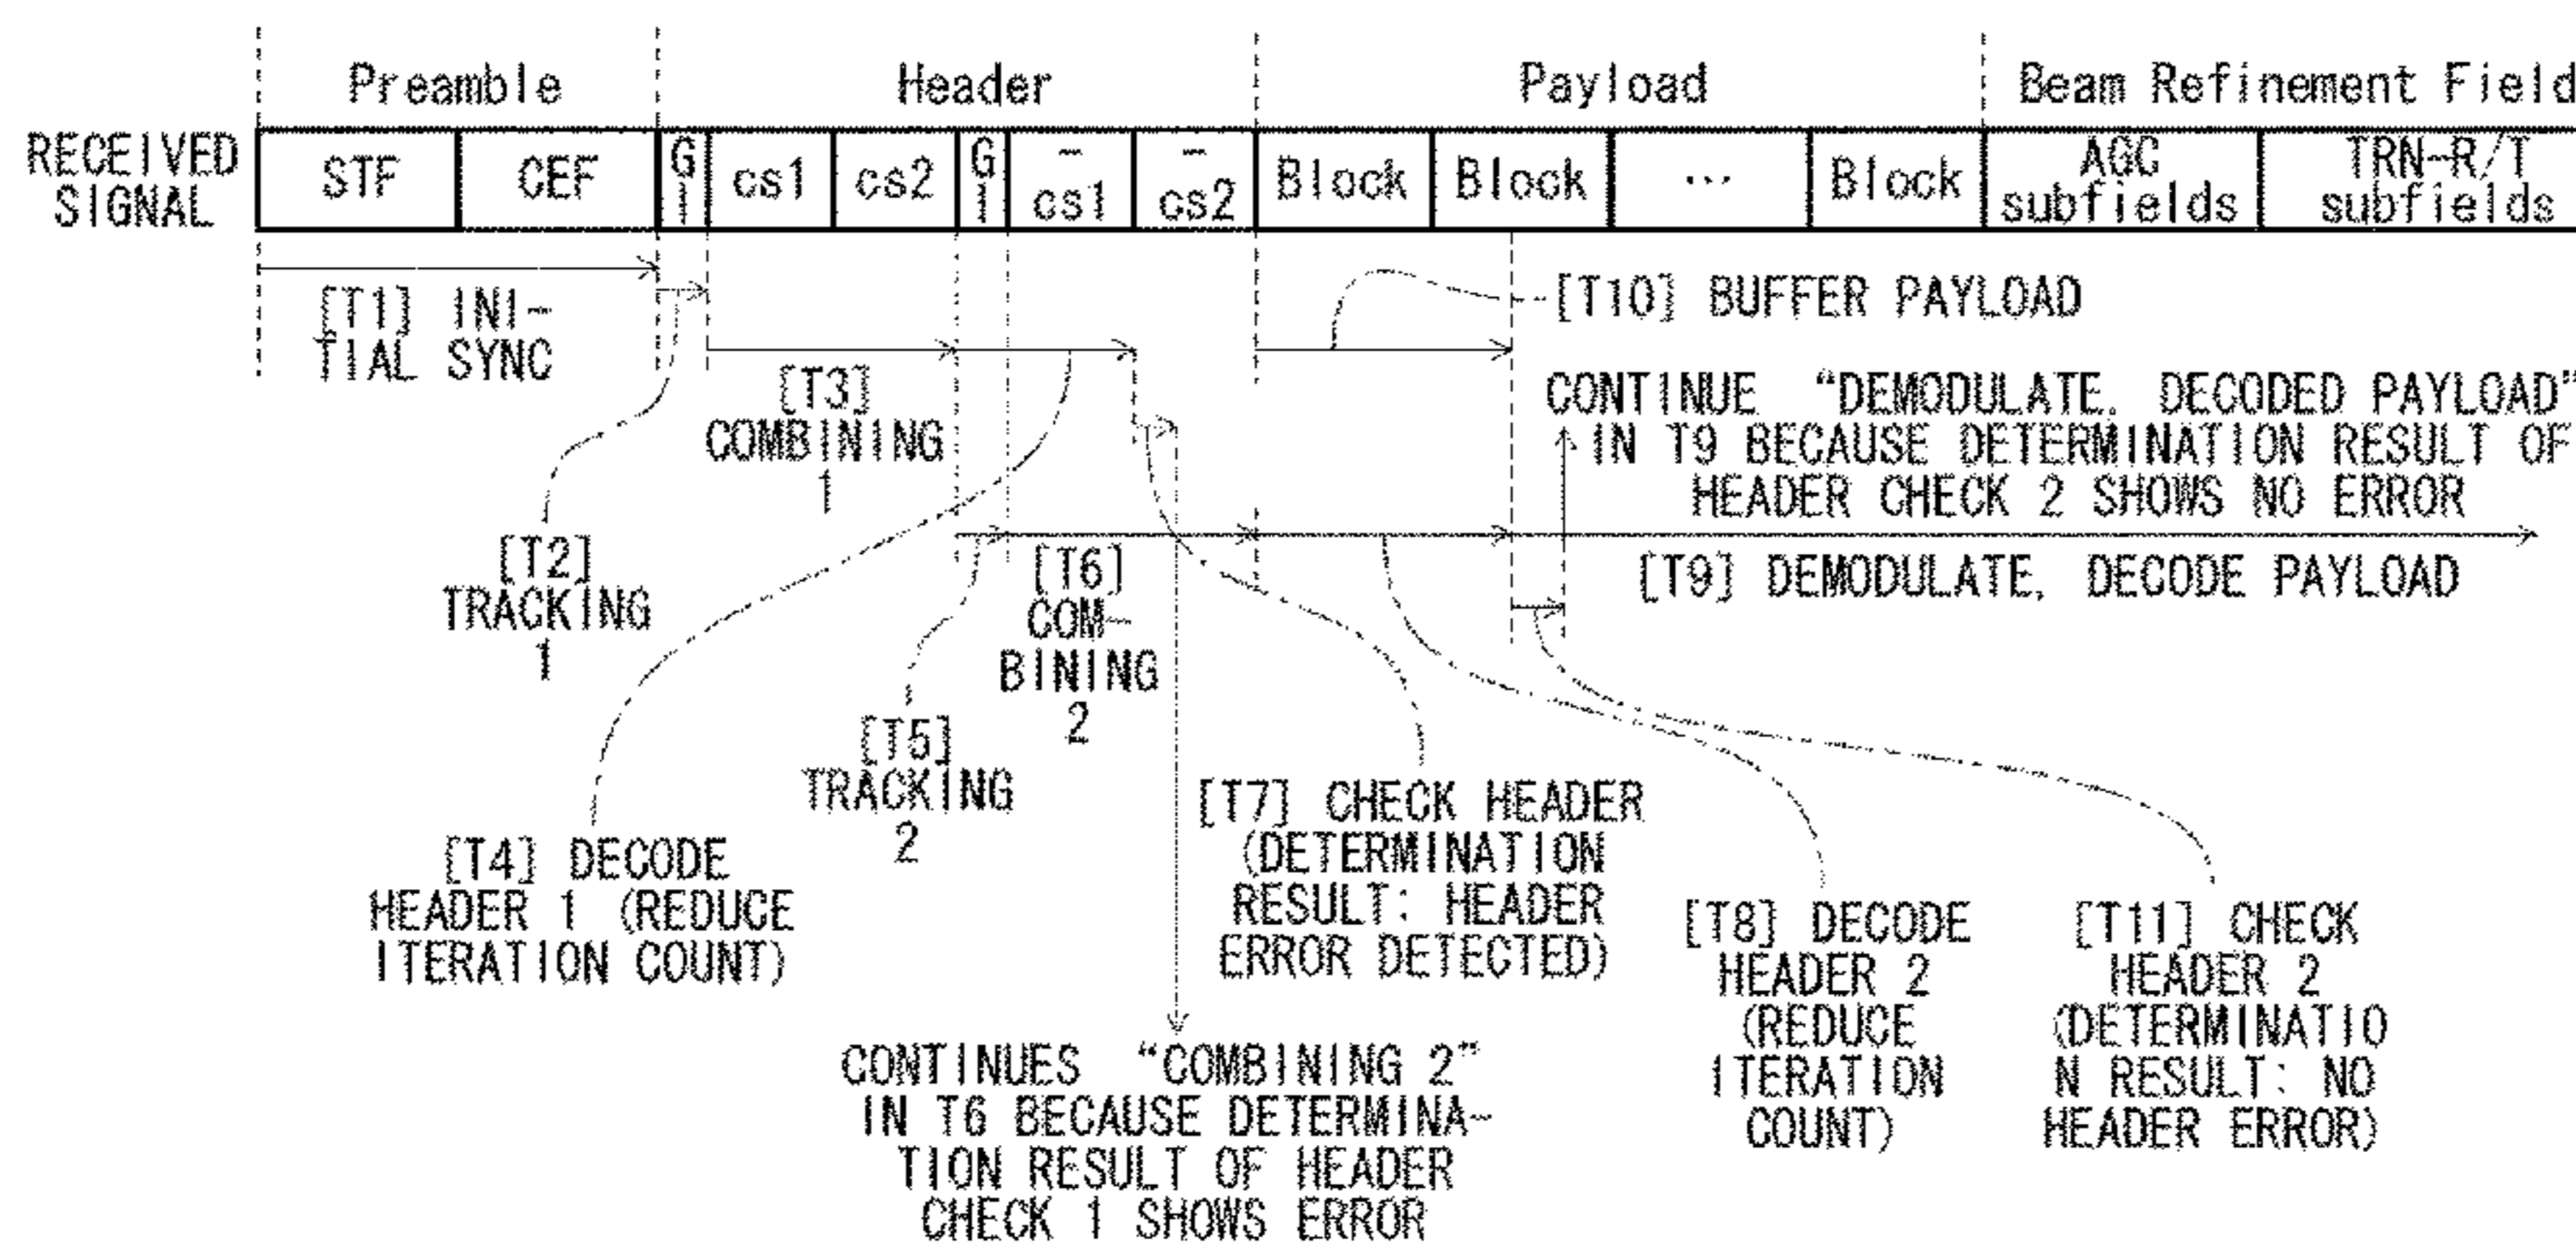 Preamble
Header
Payload
Beam Refinement Field
RECEIVED
SIGNAL
STF
CEF
G
I
cs1
cs2
G
I
-
cs1
-
cs2
Block
Block
...
Block
AGC
subfields
TRN-R/T
subfields
[T1] INI-
TIAL SYNC
[T10] BUFFER PAYLOAD
[T3]
COMBINING
1
CONTINUE "DEMODULATE, DECODED PAYLOAD"
IN T9 BECAUSE DETERMINATION RESULT OF
HEADER CHECK 2 SHOWS NO ERROR
[T2]
TRACKING
1
[T6]
COM-
BINING
2
[T9] DEMODULATE, DECODE PAYLOAD
[T5]
TRACKING
2
[T4] DECODE
HEADER 1 (REDUCE
ITERATION COUNT)
[T7] CHECK HEADER
(DETERMINATION
RESULT: HEADER
ERROR DETECTED)
[T8] DECODE
HEADER 2
(REDUCE
ITERATION
COUNT)
[T11] CHECK
HEADER 2
(DETERMINATIO
N RESULT: NO
HEADER ERROR)
CONTINUES "COMBINING 2"
IN T6 BECAUSE DETERMINA-
TION RESULT OF HEADER
CHECK 1 SHOWS ERROR